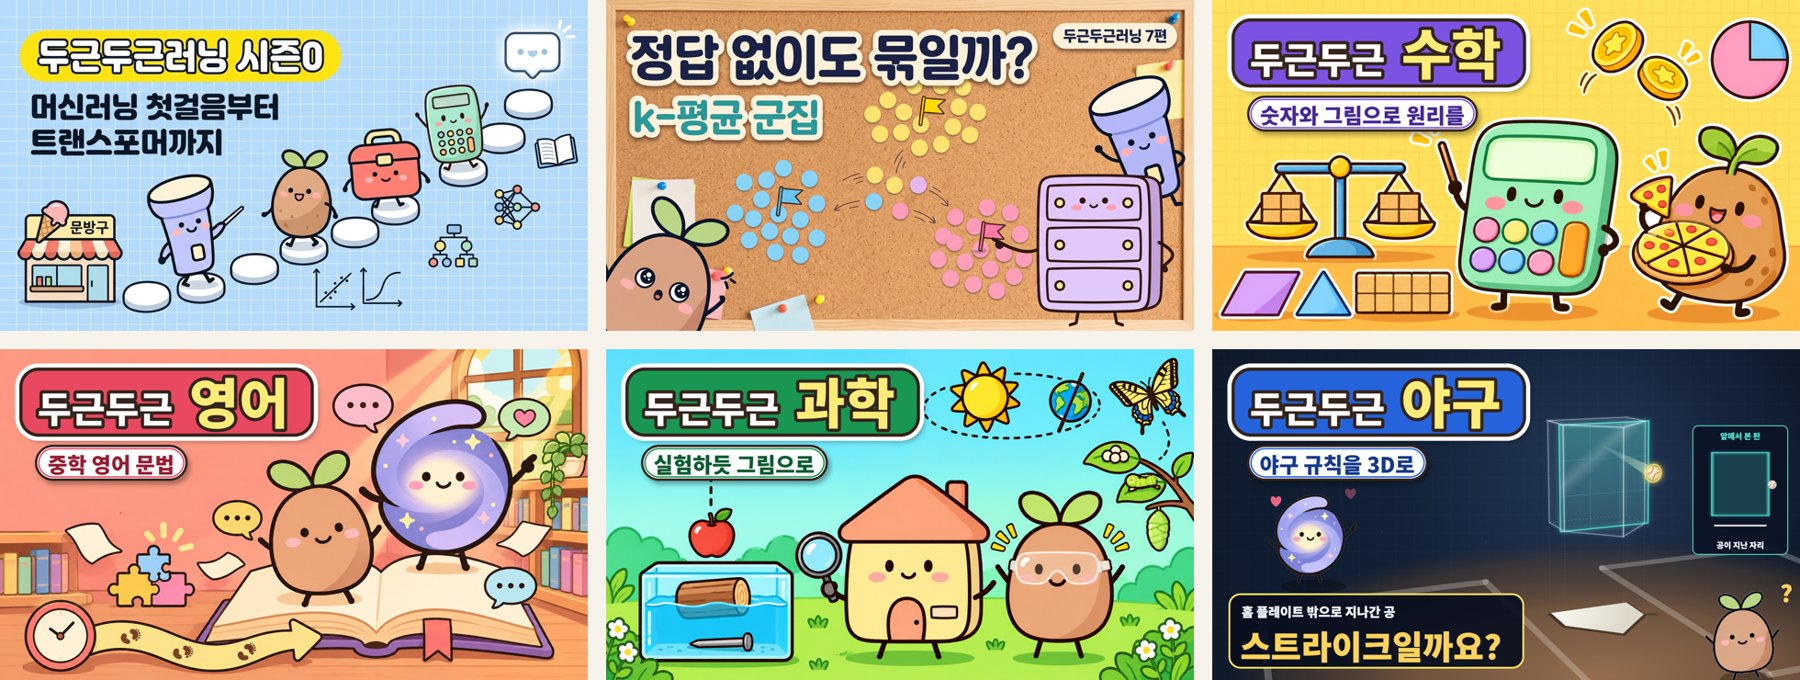 두근두근러닝 시즌0
머신러닝 첫걸음부터
트랜스포머까지
문방구
정답 없이도 묶일까?
두근두근러닝 7편
k-평균 군집
두근두근 수학
숫자와 그림으로 원리를
두근두근 영어
중학 영어 문법
두근두근 과학
실험하듯 그림으로
두근두근 야구
야구 규칙을 3D로
앞에서 본 판
공이 지난 자리
?
홈 플레이트 밖으로 지나간 공
스트라이크일까요?